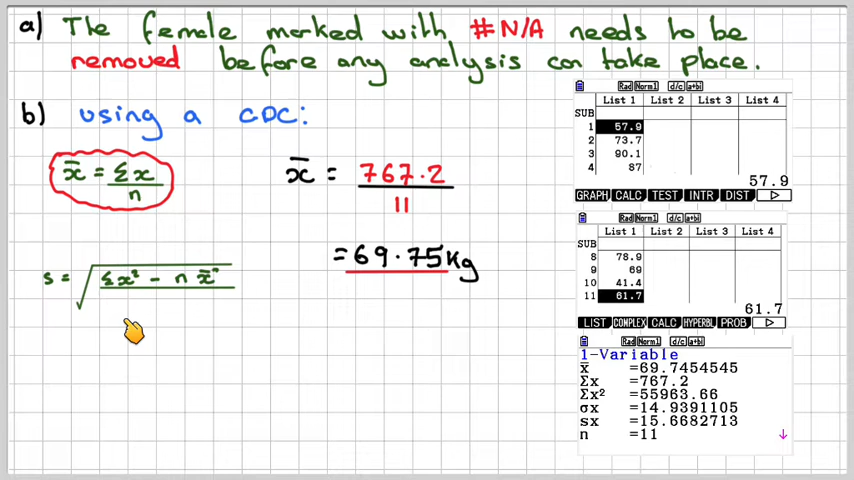 a) The female marked with #N/A needs to be
removed before any analysis can take place.
b) using a CDC:
x̄ = Σx / n
x̄ = 767.2 / 11
= 69.75kg
s = √ Σx² - n x̄²
Rad Norm1 d/c a+bi
List 1 List 2 List 3 List 4
SUB
1 57.9
2 73.7
3 90.1
4 87
57.9
GRAPH CALC TEST INTR DIST
Rad Norm1 d/c a+bi
List 1 List 2 List 3 List 4
SUB
8 78.9
9 69
10 41.4
11 61.7
61.7
LIST COMPLEX CALC HYPERBL PROB
Rad Norm1 d/c a+bi
1-Variable
x̄ =69.7454545
Σx =767.2
Σx² =55963.66
σx =14.9391105
sx =15.6682713
n =11